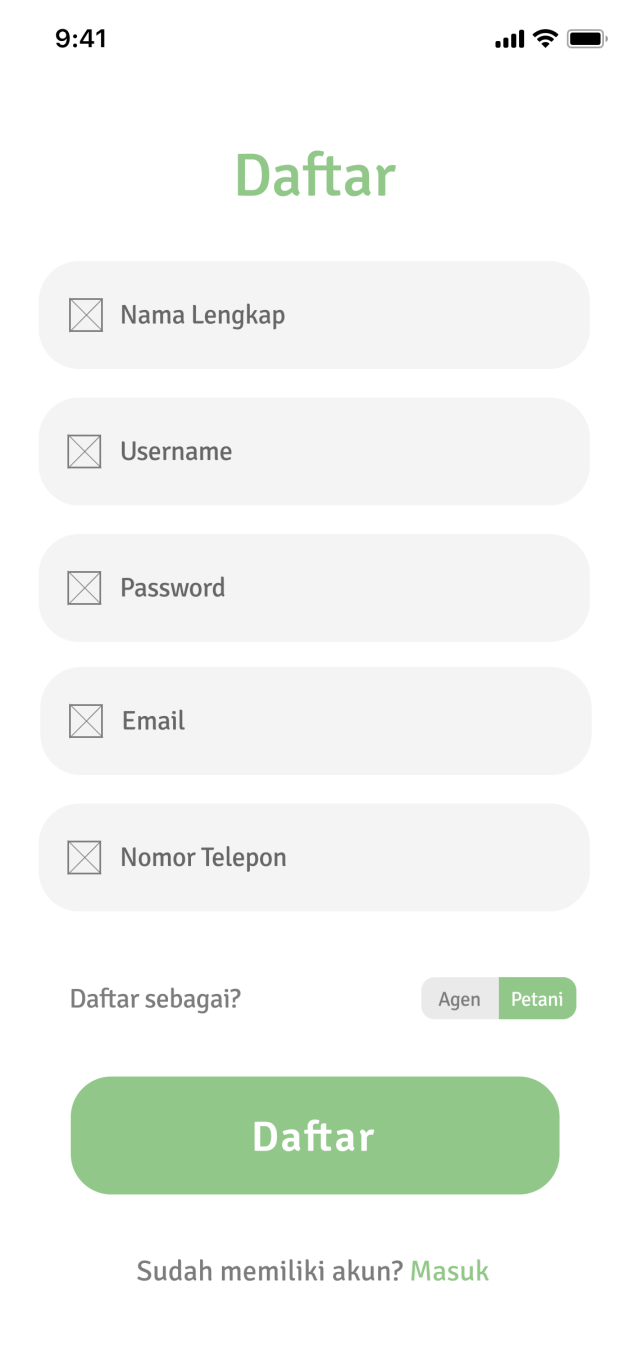 9:41
Daftar
Nama Lengkap
Username
Password
Email
Nomor Telepon
Daftar sebagai? Agen Petani
Daftar
Sudah memiliki akun? Masuk